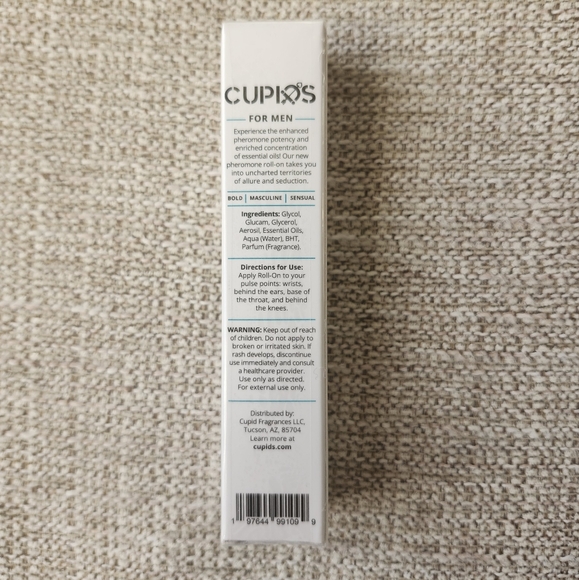 CUPID'S
FOR MEN
Experience the enhanced
pheromone potency and
enriched concentration
of essential oils! Our new
pheromone roll-on takes you
into uncharted territories
of allure and seduction.
BOLD | MASCULINE | SENSUAL
Ingredients: Glycol,
Glucam, Glycerol,
Aerosil, Essential Oils,
Aqua (Water), BHT,
Parfum (Fragrance).
Directions for Use:
Apply Roll-On to your
pulse points: wrists,
behind the ears, base of
the throat, and behind
the knees.
WARNING: Keep out of reach
of children. Do not apply to
broken or irritated skin. If
rash develops, discontinue
use immediately and consult
a healthcare provider.
Use only as directed.
For external use only.
Distributed by:
Cupid Fragrances LLC,
Tucson, AZ, 85704
Learn more at
cupids.com
1 97644 99109 9